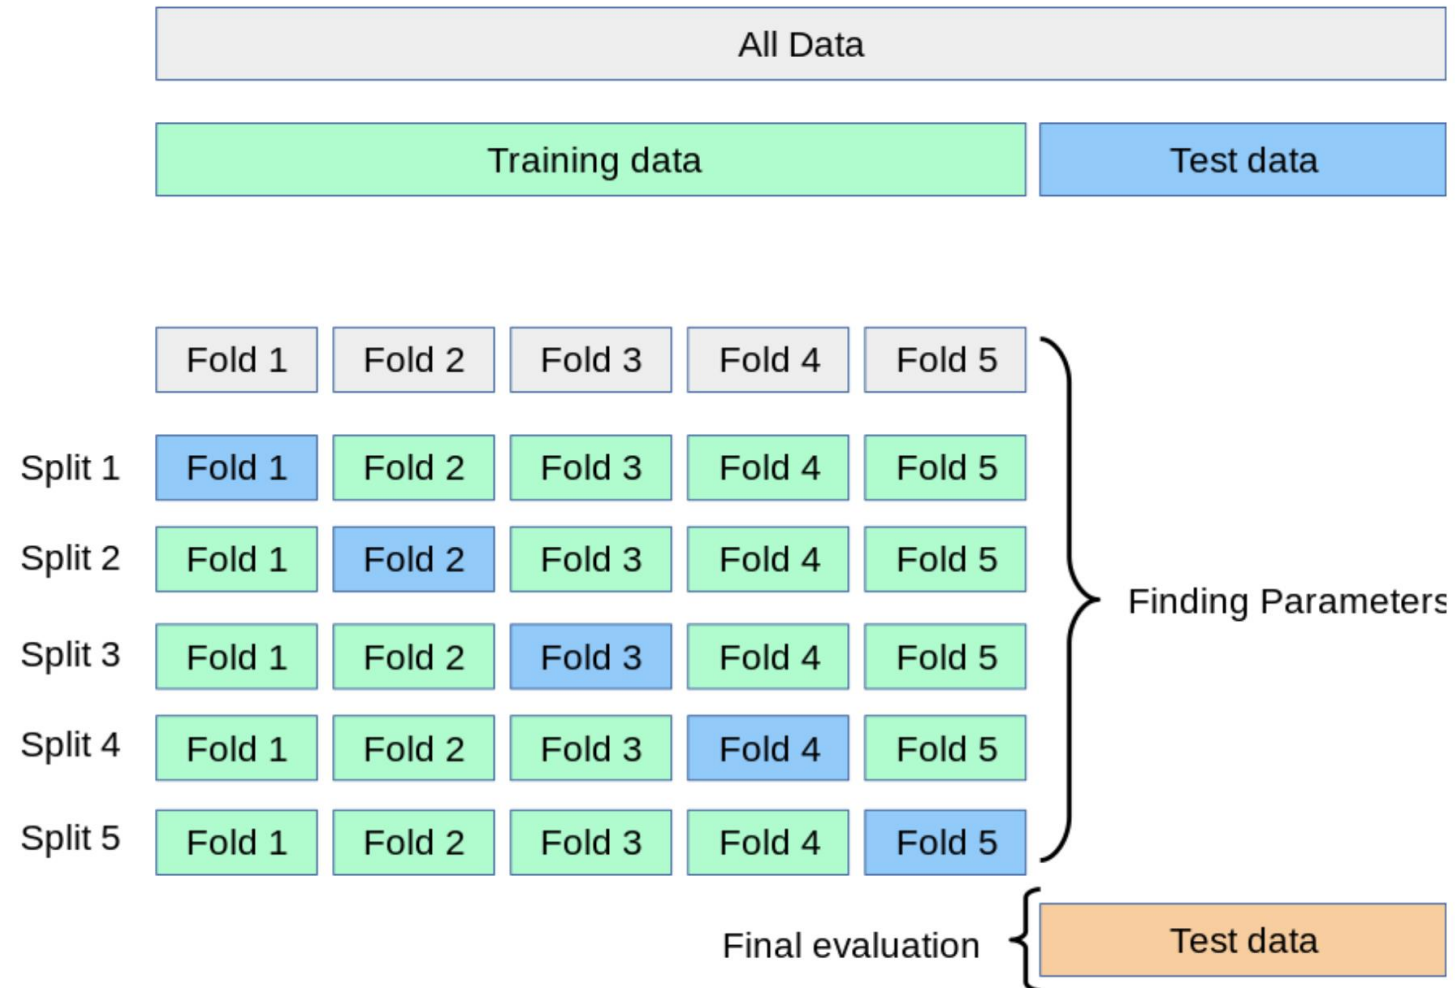 All Data
Training data Test data
Fold 1 Fold 2 Fold 3 Fold 4 Fold 5
Split 1 Fold 1 Fold 2 Fold 3 Fold 4 Fold 5
Split 2 Fold 1 Fold 2 Fold 3 Fold 4 Fold 5
Finding Parameters
Split 3 Fold 1 Fold 2 Fold 3 Fold 4 Fold 5
Split 4 Fold 1 Fold 2 Fold 3 Fold 4 Fold 5
Split 5 Fold 1 Fold 2 Fold 3 Fold 4 Fold 5
Final evaluation Test data